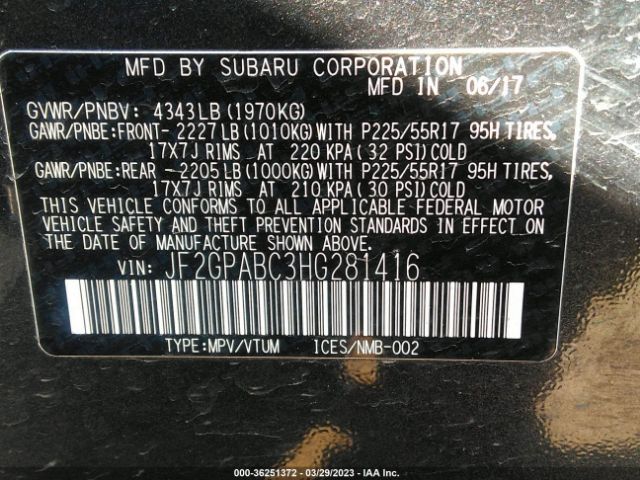 MFD BY SUBARU CORPORATION
MFD IN 06/17
GVWR/PNBV: 4343LB(1970KG)
GAWR/PNBE:FRONT-2227LB(1010KG)WITH P225/55R17 95H TIRES,
17X7J RIMS AT 220 KPA(32 PSI)COLD
GAWR/PNBE:REAR -2205LB(1000KG)WITH P225/55R17 95H TIRES,
17X7J RIMS AT 210 KPA(30 PSI)COLD
THIS VEHICLE CONFORMS TO ALL APPLICABLE FEDERAL MOTOR
VEHICLE SAFETY AND THEFT PREVENTION STANDARDS IN EFFECT ON
THE DATE OF MANUFACTURE SHOWN ABOVE.
VIN: JF2GPABC3HG281416
TYPE:MPV/VTUM ICES/NMB-002
000-36251372 — 03/29/2023 — IAA Inc.